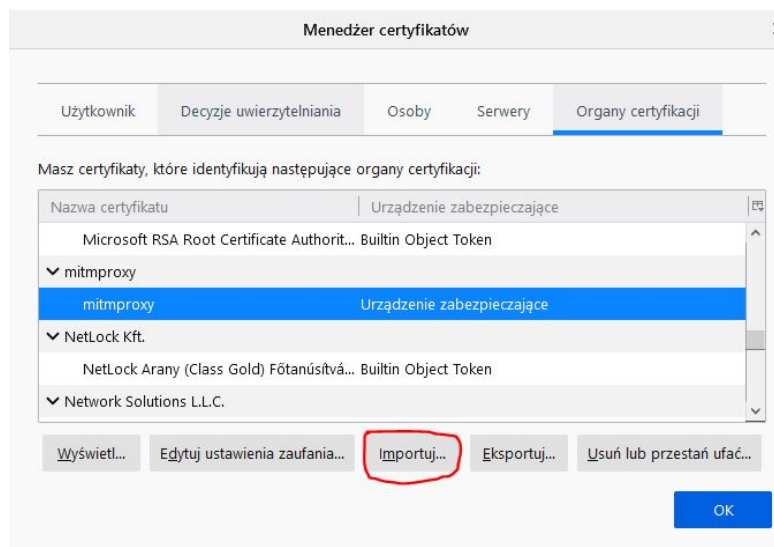 Menedżer certyfikatów
Użytkownik Decyzje uwierzytelniania Osoby Serwery Organy certyfikacji
Masz certyfikaty, które identyfikują następujące organy certyfikacji:
Nazwa certyfikatu Urządzenie zabezpieczające
Microsoft RSA Root Certificate Authorit... Builtin Object Token
mitmproxy
mitmproxy Urządzenie zabezpieczające
NetLock Kft.
NetLock Arany (Class Gold) Főtanúsítvá... Builtin Object Token
Network Solutions L.L.C.
Wyświetl... Edytuj ustawienia zaufania... Importuj... Eksportuj... Usuń lub przestań ufać...
OK